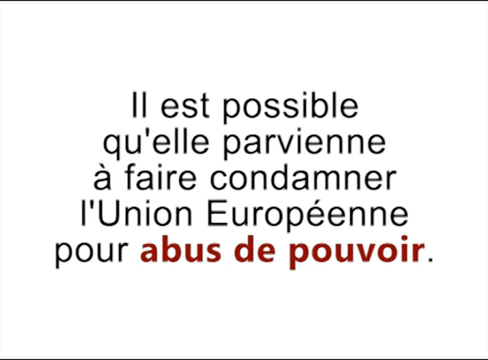 Il est possible
qu'elle parvienne
à faire condamner
l'Union Européenne
pour abus de pouvoir.